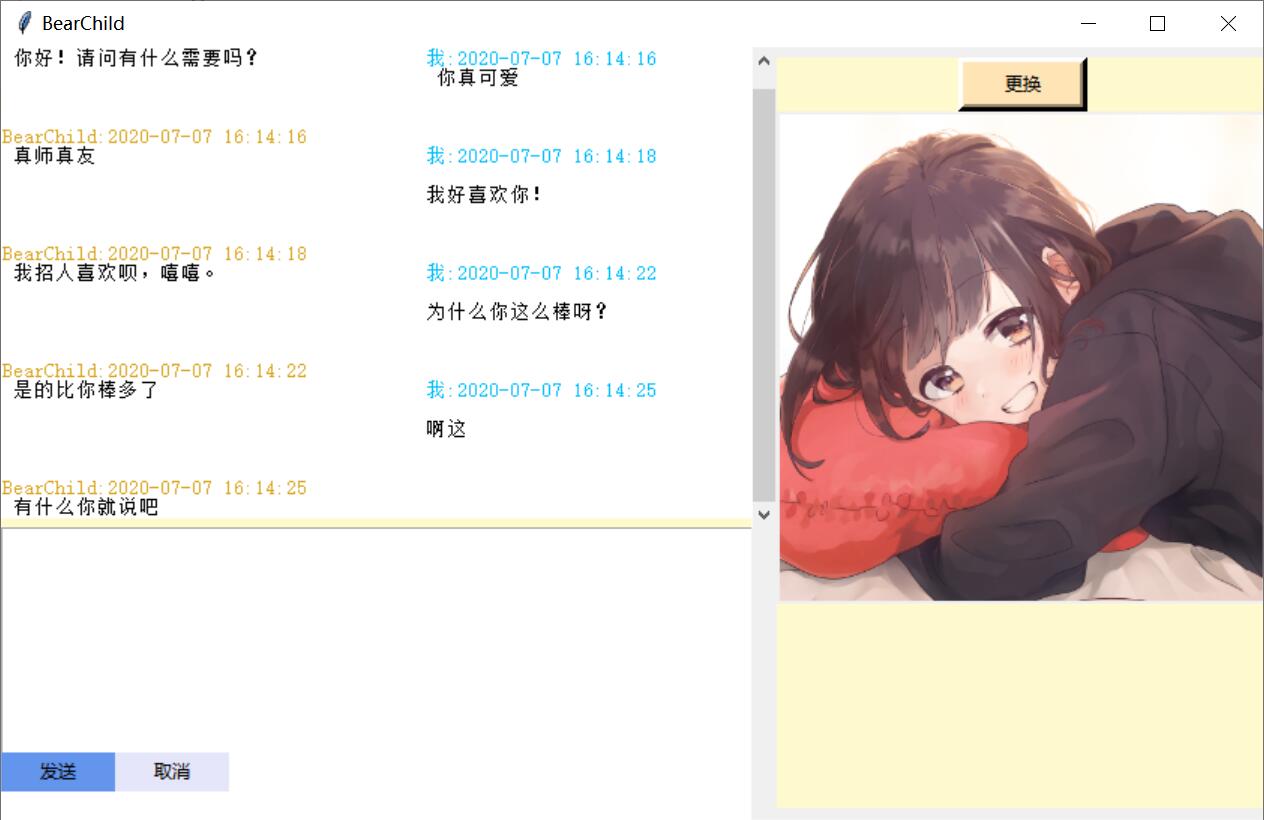 BearChild
你好！请问有什么需要吗？
我:2020-07-07 16:14:16
你真可爱
BearChild:2020-07-07 16:14:16
真师真友
我:2020-07-07 16:14:18
我好喜欢你！
BearChild:2020-07-07 16:14:18
我招人喜欢呗，嘻嘻。
我:2020-07-07 16:14:22
为什么你这么棒呀？
BearChild:2020-07-07 16:14:22
是的比你棒多了
我:2020-07-07 16:14:25
啊这
BearChild:2020-07-07 16:14:25
有什么你就说吧
发送
取消
更换